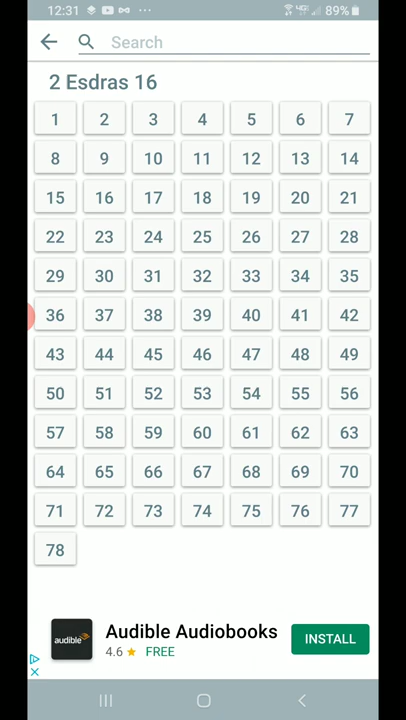 12:31 89%
Search
2 Esdras 16
1 2 3 4 5 6 7
8 9 10 11 12 13 14
15 16 17 18 19 20 21
22 23 24 25 26 27 28
29 30 31 32 33 34 35
36 37 38 39 40 41 42
43 44 45 46 47 48 49
50 51 52 53 54 55 56
57 58 59 60 61 62 63
64 65 66 67 68 69 70
71 72 73 74 75 76 77
78
audible
Audible Audiobooks
4.6 ★ FREE
INSTALL